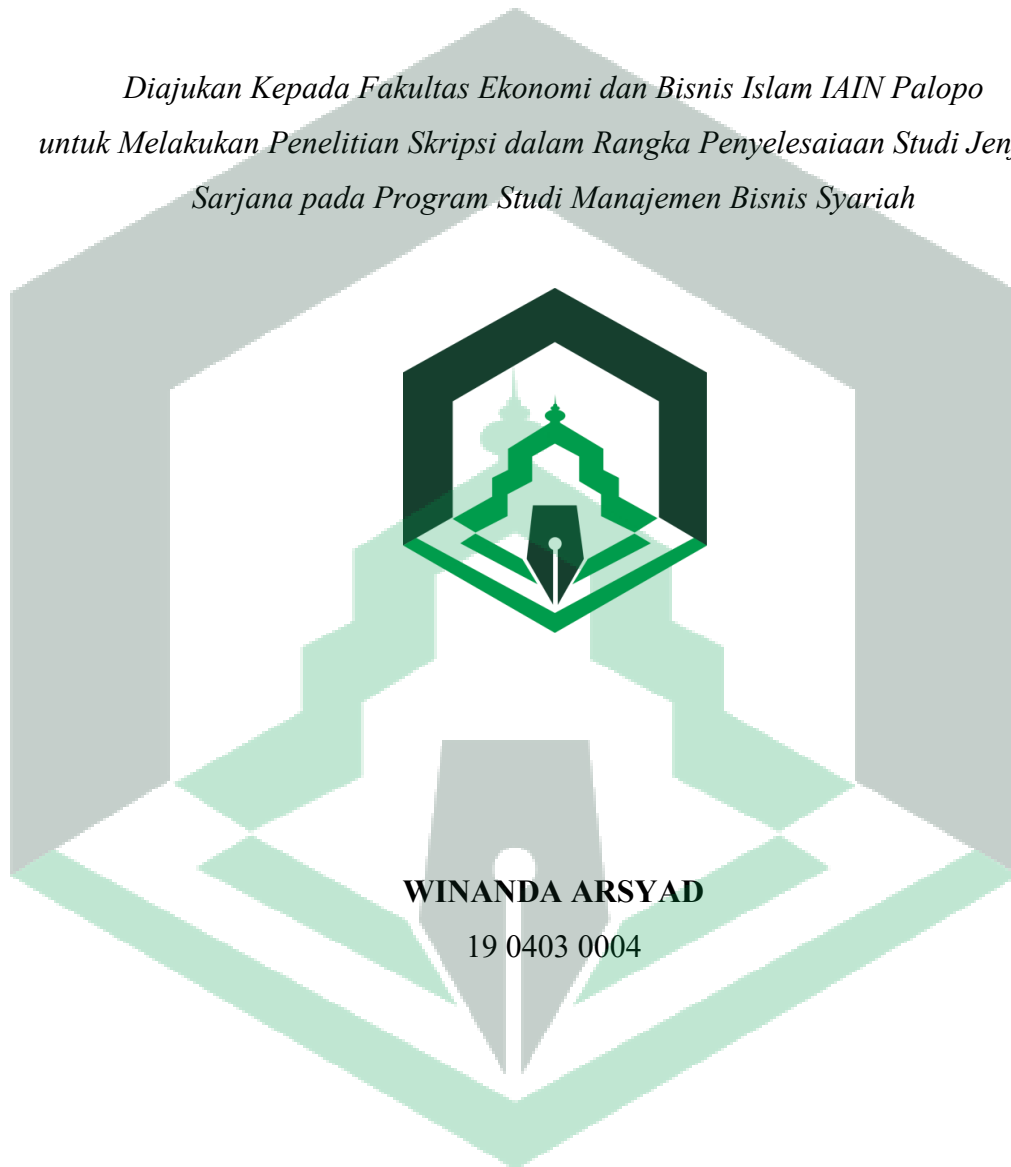 Diajukan Kepada Fakultas Ekonomi dan Bisnis Islam IAIN Palopo
untuk Melakukan Penelitian Skripsi dalam Rangka Penyelesaiaan Studi
Sarjana pada Program Studi Manajemen Bisnis Syariah
WINANDA ARSYAD
19 0403 0004